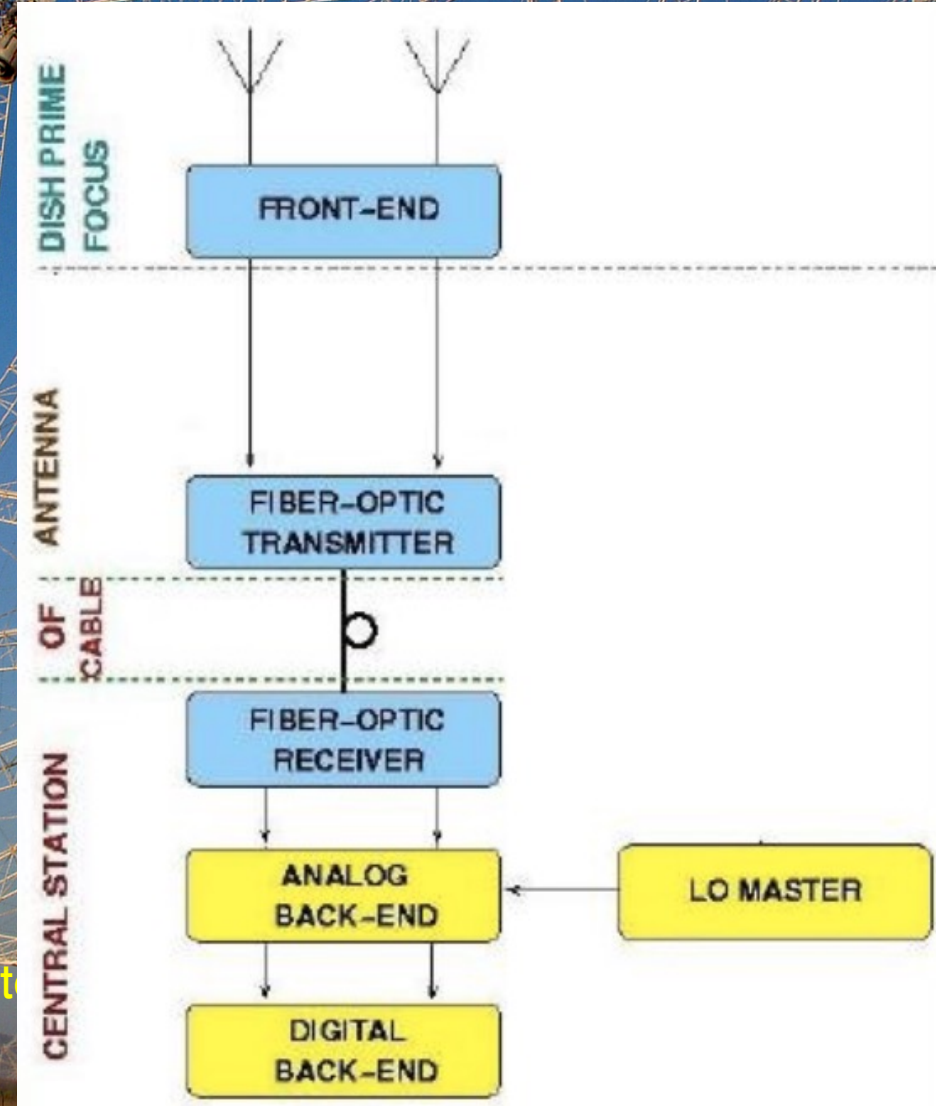 DISH PRIME
FOCUS
FRONT-END
ANTENNA
FIBER-OPTIC
TRANSMITTER
OF
CABLE
FIBER-OPTIC
RECEIVER
CENTRAL STATION
ANALOG
BACK-END
LO MASTER
DIGITAL
BACK-END